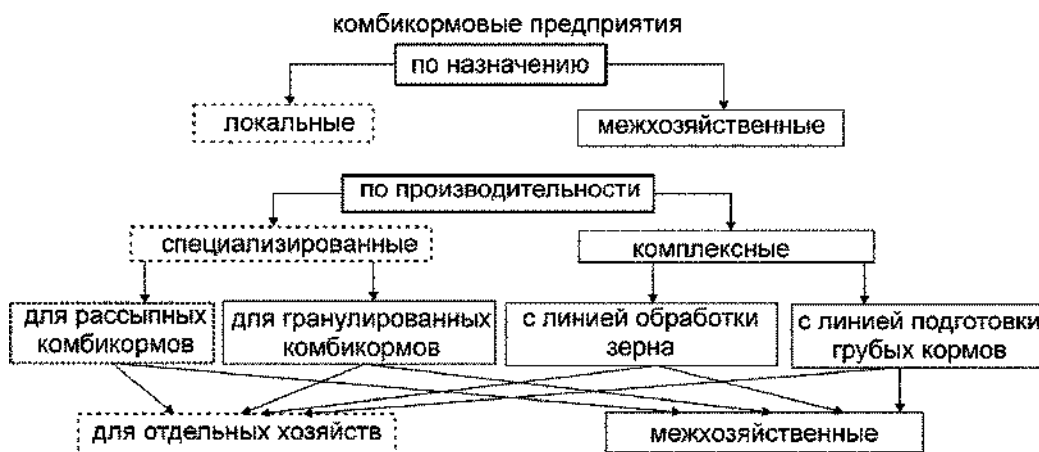 комбикормовые предприятия
по назначению
локальные
межхозяйственные
по производительности
специализированные
комплексные
для рассыпных
комбикормов
для гранулированных
комбикормов
с линией обработки
зерна
с линией подготовки
грубых кормов
для отдельных хозяйств
межхозяйственные